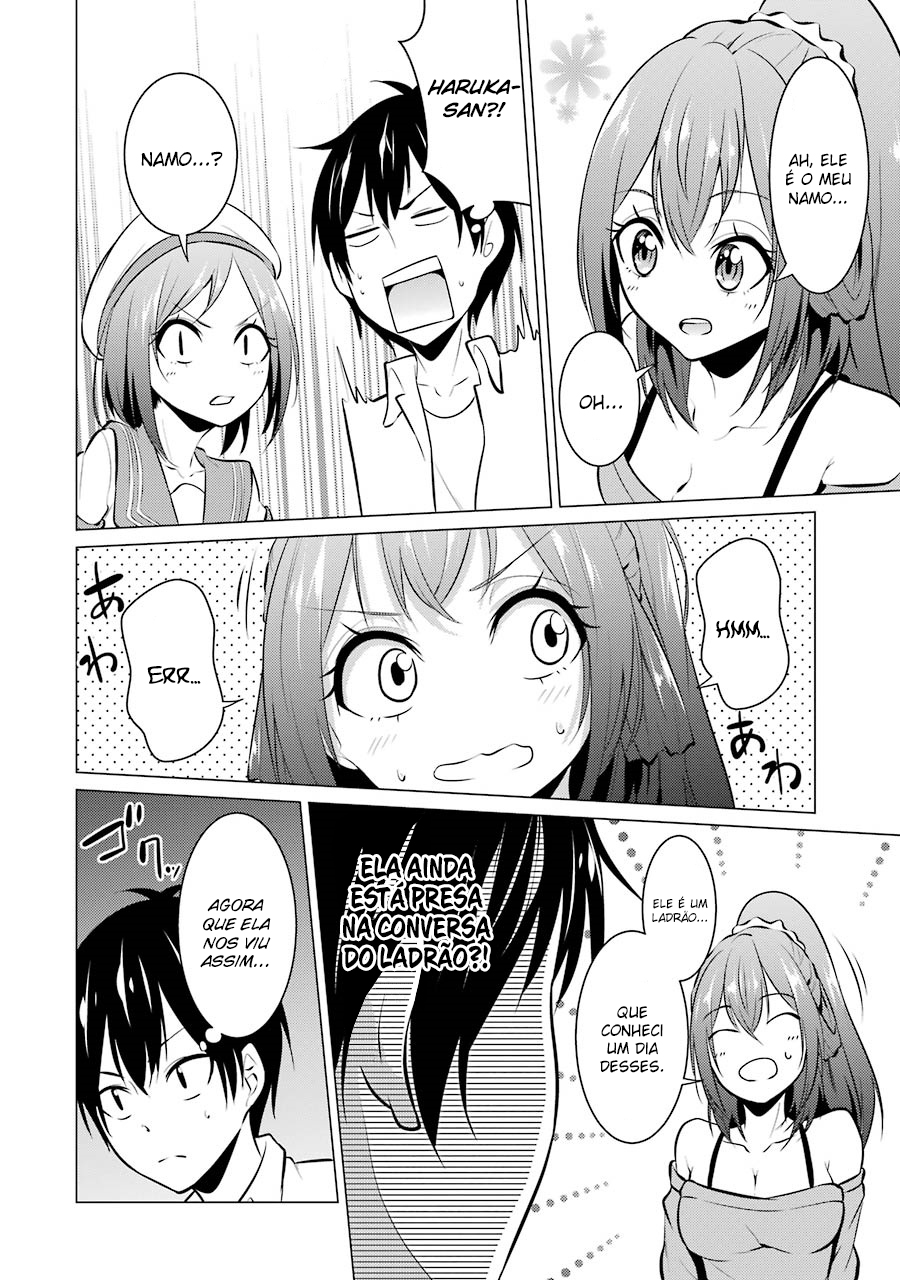 AH, ELE
É O MEU
NAMO...
OH...
HARUKA-
SAN?!
NAMO...?
HMM...
あわ
ERR...
あわ
ELE É UM
LADRÃO...
QUE
CONHECI
UM DIA
DESSES.
ELA AINDA
ESTÁ PRESA
NA CONVERSA
DO LADRÃO?!
AGORA
QUE ELA
NOS VIU
ASSIM...
ゴクッ